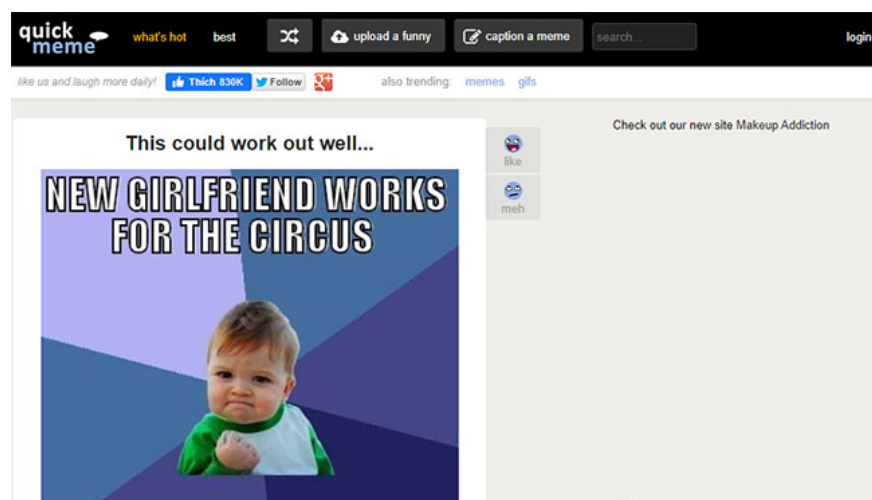 quick meme
what's hot
best
upload a funny
caption a meme
search...
login
like us and laugh more daily!
Thích 830K
Follow
g+
also trending:
memes
gifs
This could work out well...
like
meh
Check out our new site Makeup Addiction
NEW GIRLFRIEND WORKS
FOR THE CIRCUS